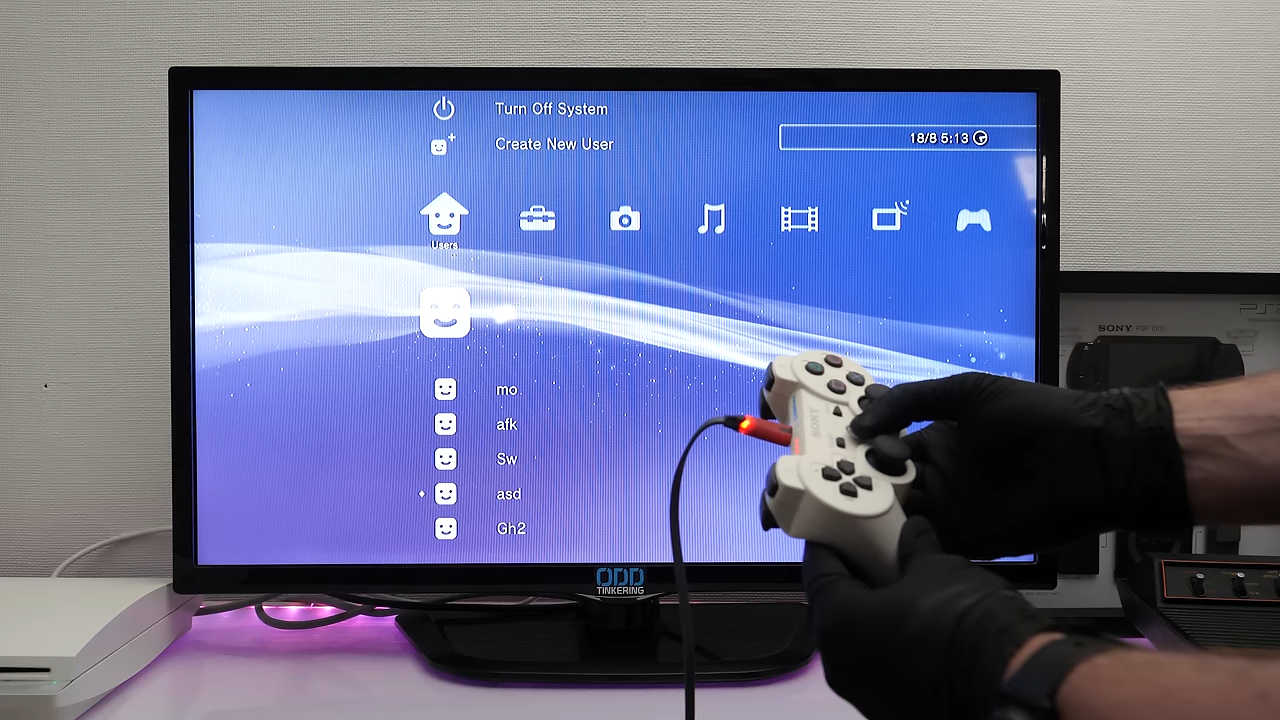 Turn Off System
Create New User
18/8 5:13
Users
mo
afk
Sw
asd
Gh2
SONY
SONY PSP 1006
ODD
TINKERING